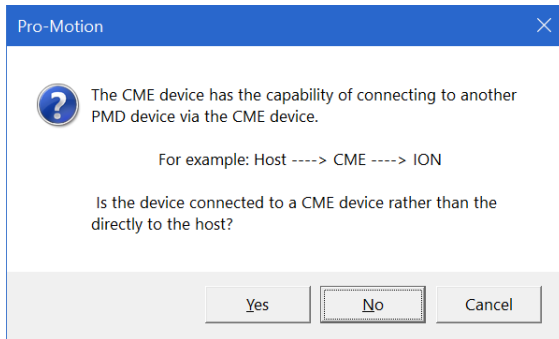 Pro-Motion
The CME device has the capability of connecting to another
PMD device via the CME device.
For example: Host ----> CME ----> ION
Is the device connected to a CME device rather than the
directly to the host?
Yes No Cancel